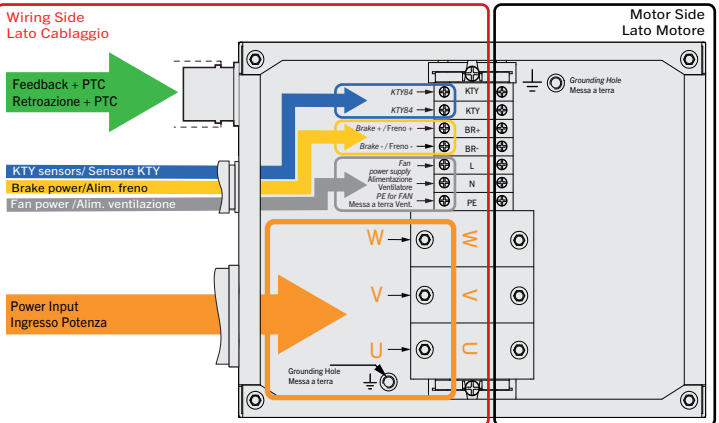 Wiring Side
Lato Cablaggio
Motor Side
Lato Motore
Feedback + PTC
Retroazione + PTC
KTY sensors/ Sensore KTY
Brake power/Alim. freno
Fan power /Alim. ventilazione
Power Input
Ingresso Potenza
KTY84
KTY
KTY84
KTY
Brake + / Freno +
BR+
Brake - / Freno -
BR-
Fan
power supply
Alimentazione
Ventilatore
L
N
PE for FAN
Messa a terra Vent.
PE
Grounding Hole
Messa a terra
W
W
V
V
U
U
Grounding Hole
Messa a terra